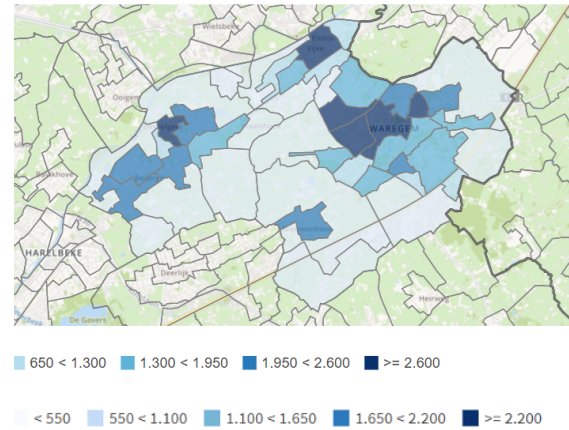 Wielsbeke
Ooigem
WAREGEM
HARELBEKE
Deerlijk
De Gavers
Heirweg
650 < 1.300 1.300 < 1.950 1.950 < 2.600 >= 2.600
< 550 550 < 1.100 1.100 < 1.650 1.650 < 2.200 >= 2.200